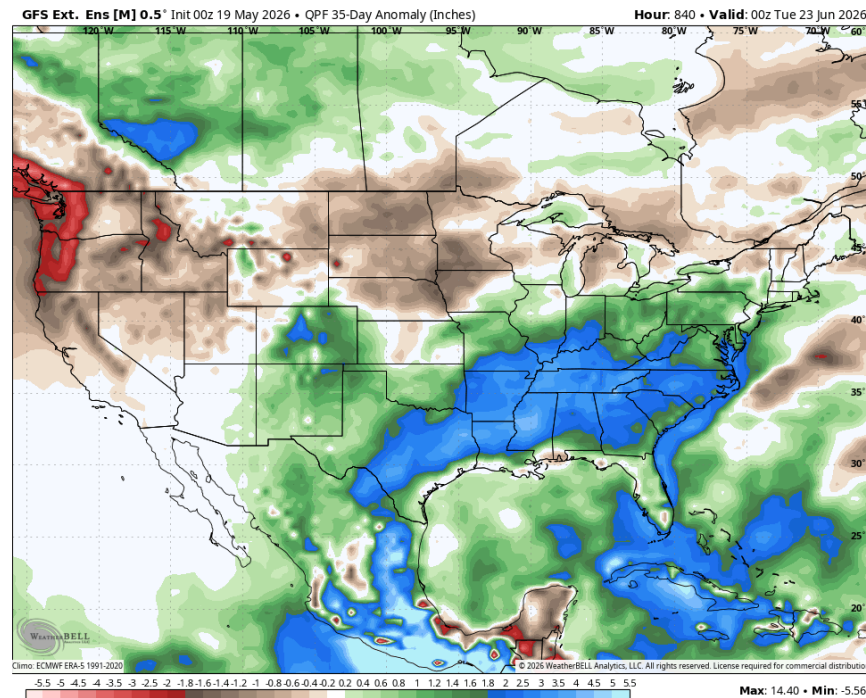 GFS Ext. Ens [M] 0.5° Init 00z 19 May 2026 • QPF 35-Day Anomaly (Inches)
Hour: 840 • Valid: 00z Tue 23 Jun 2026
120°W 115°W 110°W 105°W 100°W 95°W 90°W 85°W 80°W 75°W 70°W 60°
55°
50°
45°
40°
35°
30°
25°
20°
WEATHERBELL
Climo: ECMWF ERA-5 1991-2020
© 2026 WeatherBELL Analytics, LLC. All rights reserved. License required for commercial distributio
-5.5 -5 -4.5 -4 -3.5 -3 -2.5 -2 -1.8 -1.6 -1.4 -1.2 -1 -0.8 -0.6 -0.4 -0.2 0.2 0.4 0.6 0.8 1 1.2 1.4 1.6 1.8 2 2.5 3 3.5 4 4.5 5 5.5
Max: 14.40 • Min: -5.56